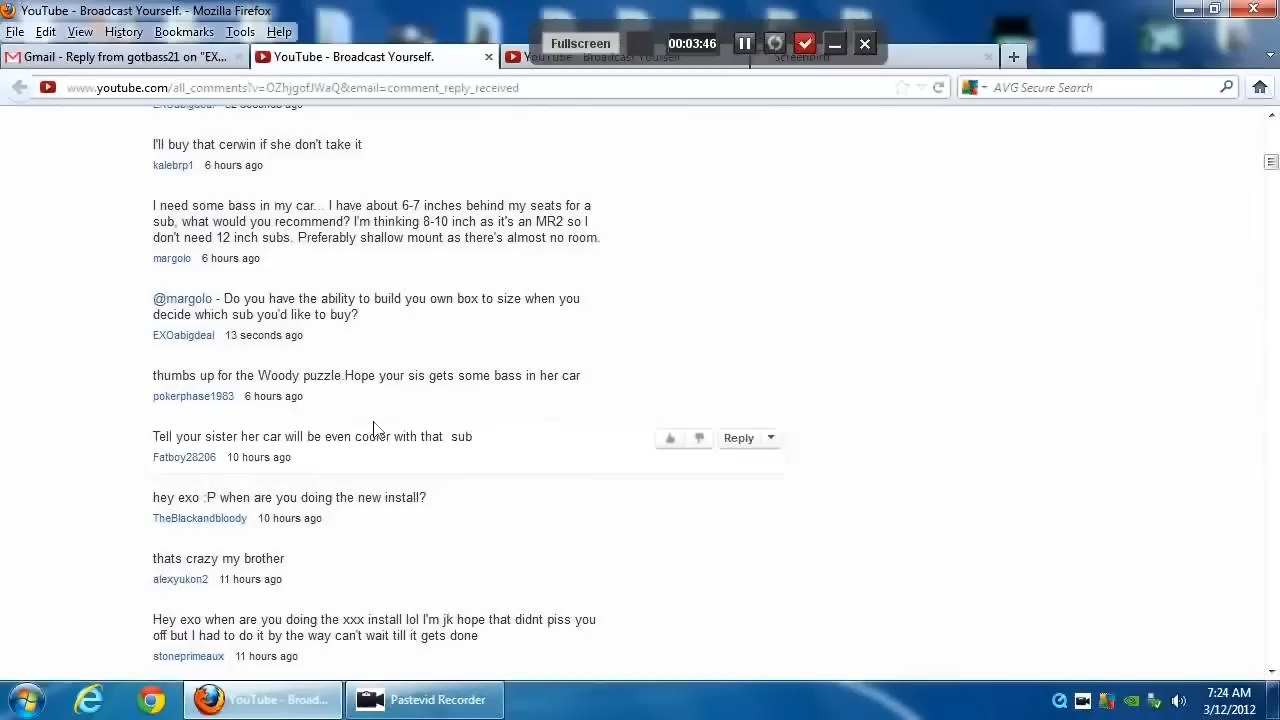 YouTube - Broadcast Yourself. - Mozilla Firefox
File Edit View History Bookmarks Tools Help
Fullscreen 00:03:46
Gmail - Reply from gotbass21 on "EX... YouTube - Broadcast Yourself. YouTube - Broadcast Yourself. Screenbird
www.youtube.com/all_comments?v=OZhjgofJWaQ&email=comment_reply_received AVG Secure Search
EXOabigdeal 52 seconds ago
I'll buy that cerwin if she don't take it
kalebrp1 6 hours ago
I need some bass in my car... I have about 6-7 inches behind my seats for a
sub, what would you recommend? I'm thinking 8-10 inch as it's an MR2 so I
don't need 12 inch subs. Preferably shallow mount as there's almost no room.
margolo 6 hours ago
@margolo - Do you have the ability to build you own box to size when you
decide which sub you'd like to buy?
EXOabigdeal 13 seconds ago
thumbs up for the Woody puzzle.Hope your sis gets some bass in her car
pokerphase1983 6 hours ago
Tell your sister her car will be even cooler with that sub
Reply
Fatboy28206 10 hours ago
hey exo :P when are you doing the new install?
TheBlackandbloody 10 hours ago
thats crazy my brother
alexyukon2 11 hours ago
Hey exo when are you doing the xxx install lol I'm jk hope that didnt piss you
off but I had to do it by the way can't wait till it gets done
stoneprimeaux 11 hours ago
YouTube - Broad... Pastevid Recorder
7:24 AM
3/12/2012